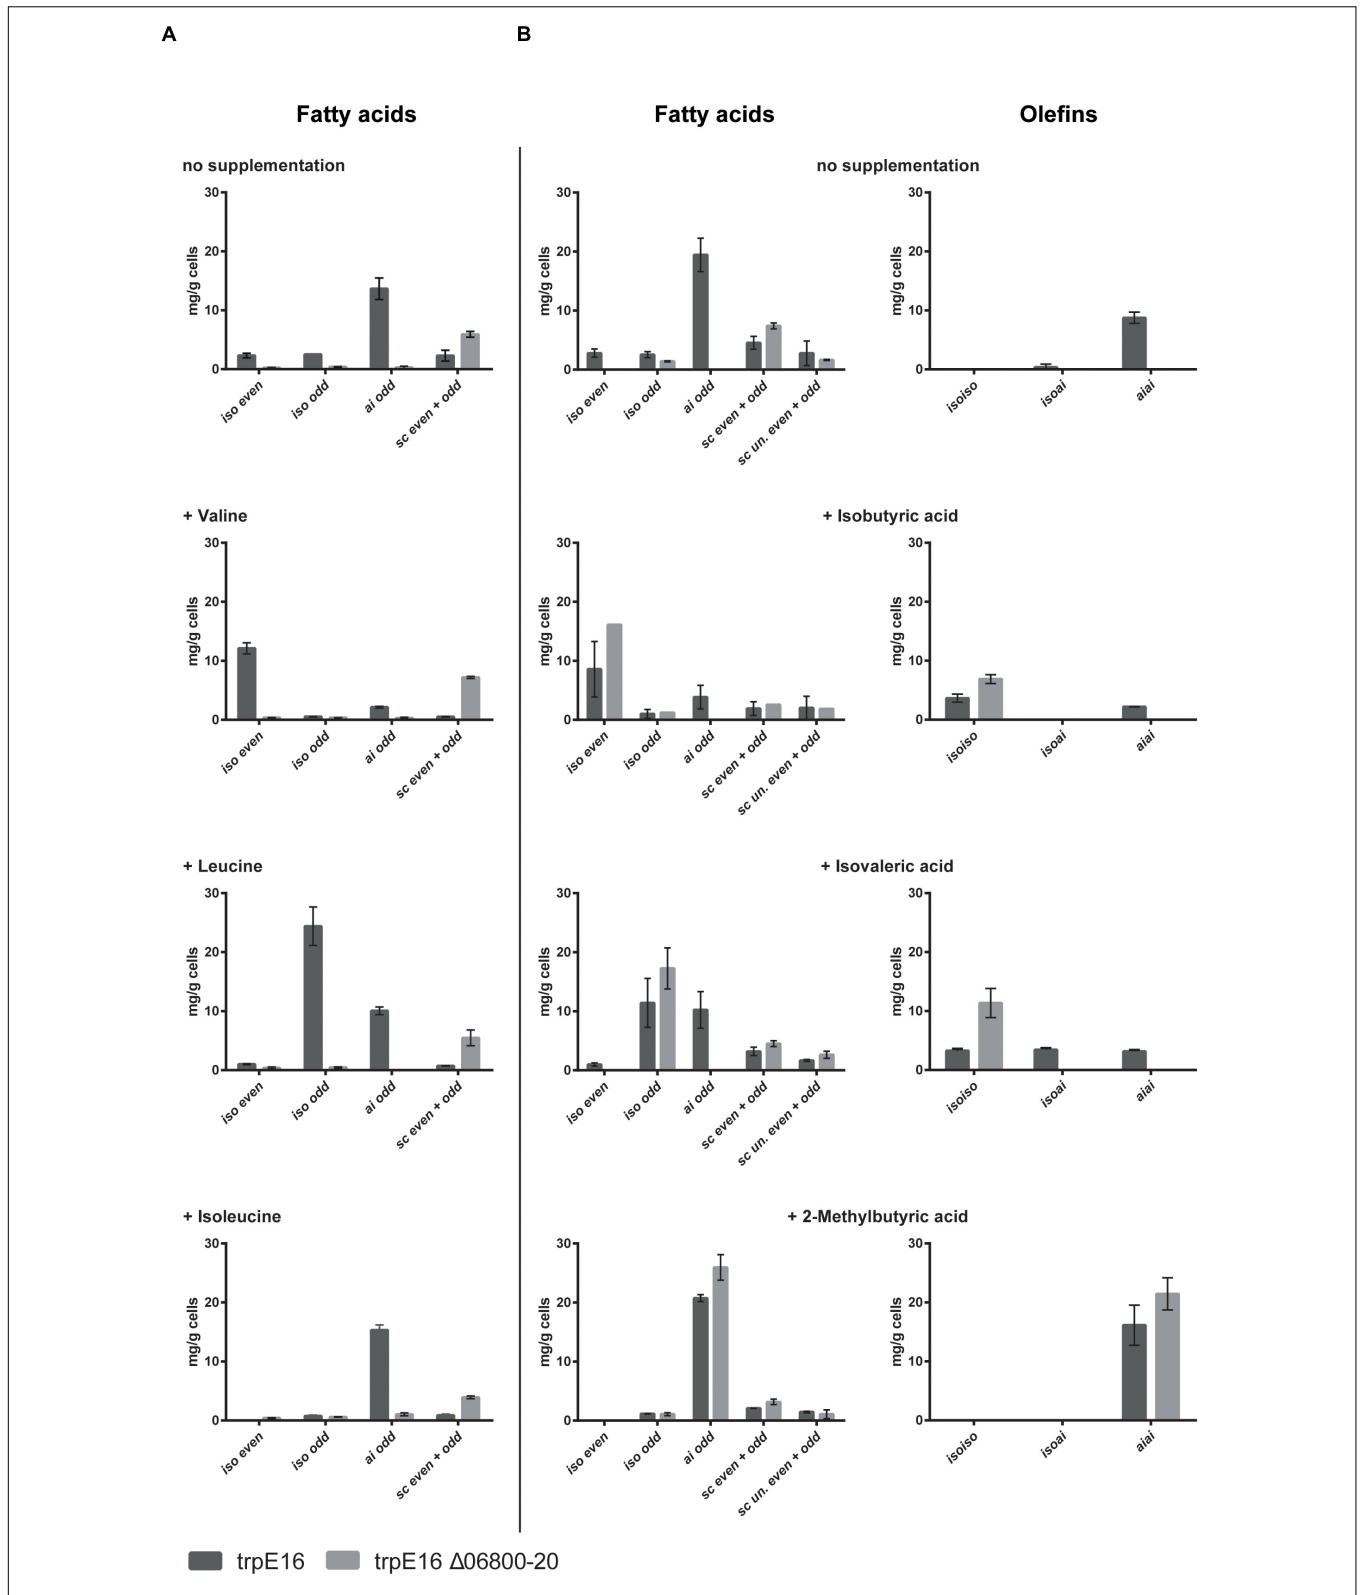 A
B
Fatty acids
Fatty acids
Olefins
no supplementation
mg/g cells
30
20
10
0
iso even
iso odd
ai odd
sc even + odd
no supplementation
mg/g cells
30
20
10
0
iso even
iso odd
ai odd
sc even + odd
sc un. even + odd
mg/g cells
30
20
10
0
isoiso
isoai
aiai
+ Valine
mg/g cells
30
20
10
0
iso even
iso odd
ai odd
sc even + odd
+ Isobutyric acid
mg/g cells
30
20
10
0
iso even
iso odd
ai odd
sc even + odd
sc un. even + odd
mg/g cells
30
20
10
0
isoiso
isoai
aiai
+ Leucine
mg/g cells
30
20
10
0
iso even
iso odd
ai odd
sc even + odd
+ Isovaleric acid
mg/g cells
30
20
10
0
iso even
iso odd
ai odd
sc even + odd
sc un. even + odd
mg/g cells
30
20
10
0
isoiso
isoai
aiai
+ Isoleucine
mg/g cells
30
20
10
0
iso even
iso odd
ai odd
sc even + odd
+ 2-Methylbutyric acid
mg/g cells
30
20
10
0
iso even
iso odd
ai odd
sc even + odd
sc un. even + odd
mg/g cells
30
20
10
0
isoiso
isoai
aiai
trpE16
trpE16 Δ06800-20